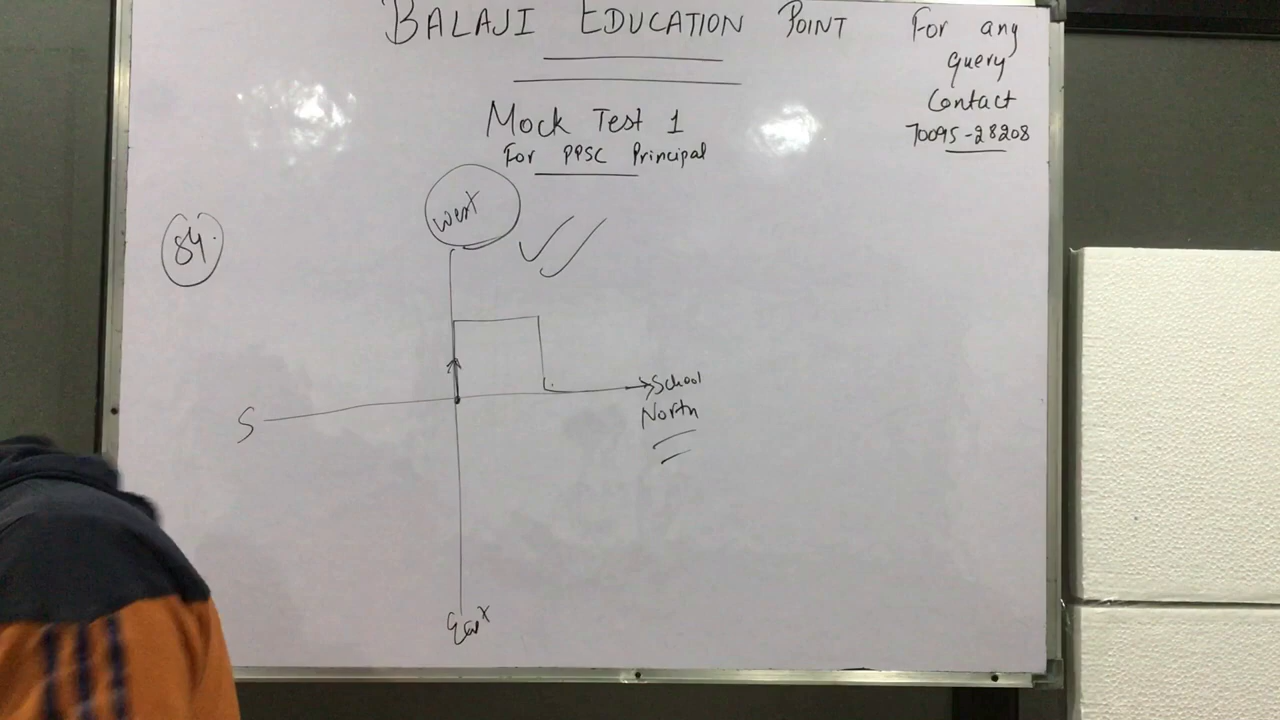 BALAJI EDUCATION POINT
For any
query
Contact
70095-28208
Mock Test 1
For PPSC Principal
West
84.
School
North
S
East